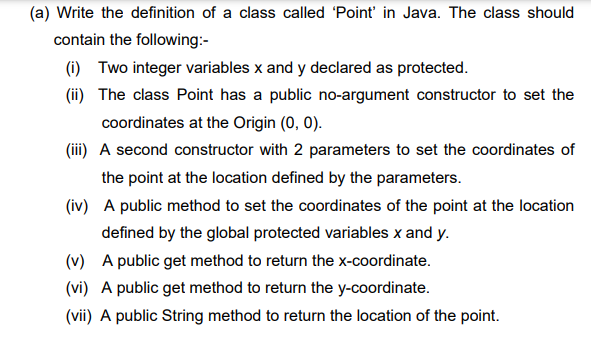 (a) Write the definition of a class called ‘Point’ in Java. The class should
contain the following:-
(i) Two integer variables x and y declared as protected.
(ii) The class Point has a public no-argument constructor to set the
coordinates at the Origin (0, 0).
(iii) A second constructor with 2 parameters to set the coordinates of
the point at the location defined by the parameters.
(iv) A public method to set the coordinates of the point at the location
defined by the global protected variables x and y.
(v) A public get method to return the x-coordinate.
(vi) A public get method to return the y-coordinate.
(vii) A public String method to return the location of the point.